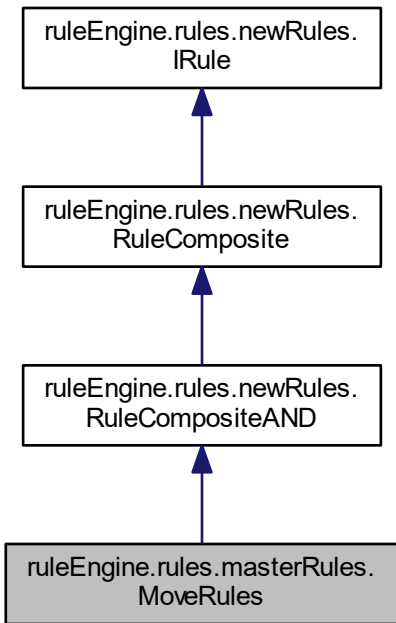 ruleEngine.rules.newRules.
IRule
ruleEngine.rules.newRules.
RuleComposite
ruleEngine.rules.newRules.
RuleCompositeAND
ruleEngine.rules.masterRules.
MoveRules